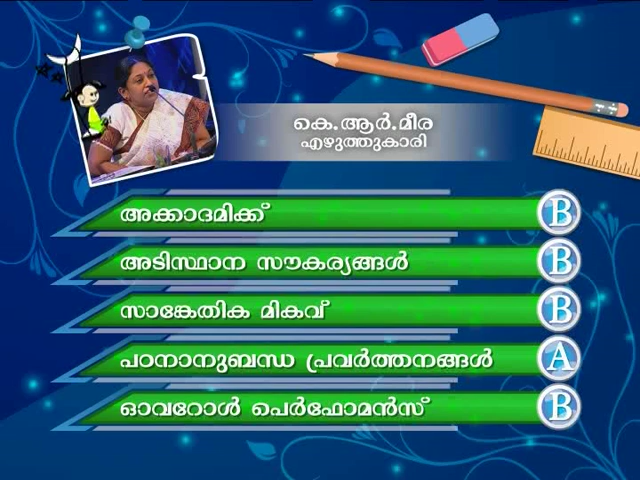 കെ.ആർ.മീര
എഴുത്തുകാരി
അക്കാദമിക്ക് B
അടിസ്ഥാന സൗകര്യങ്ങൾ B
സാങ്കേതിക മികവ് B
പഠനാനുബന്ധ പ്രവർത്തനങ്ങൾ A
ഓവറോൾ പെർഫോമൻസ് B